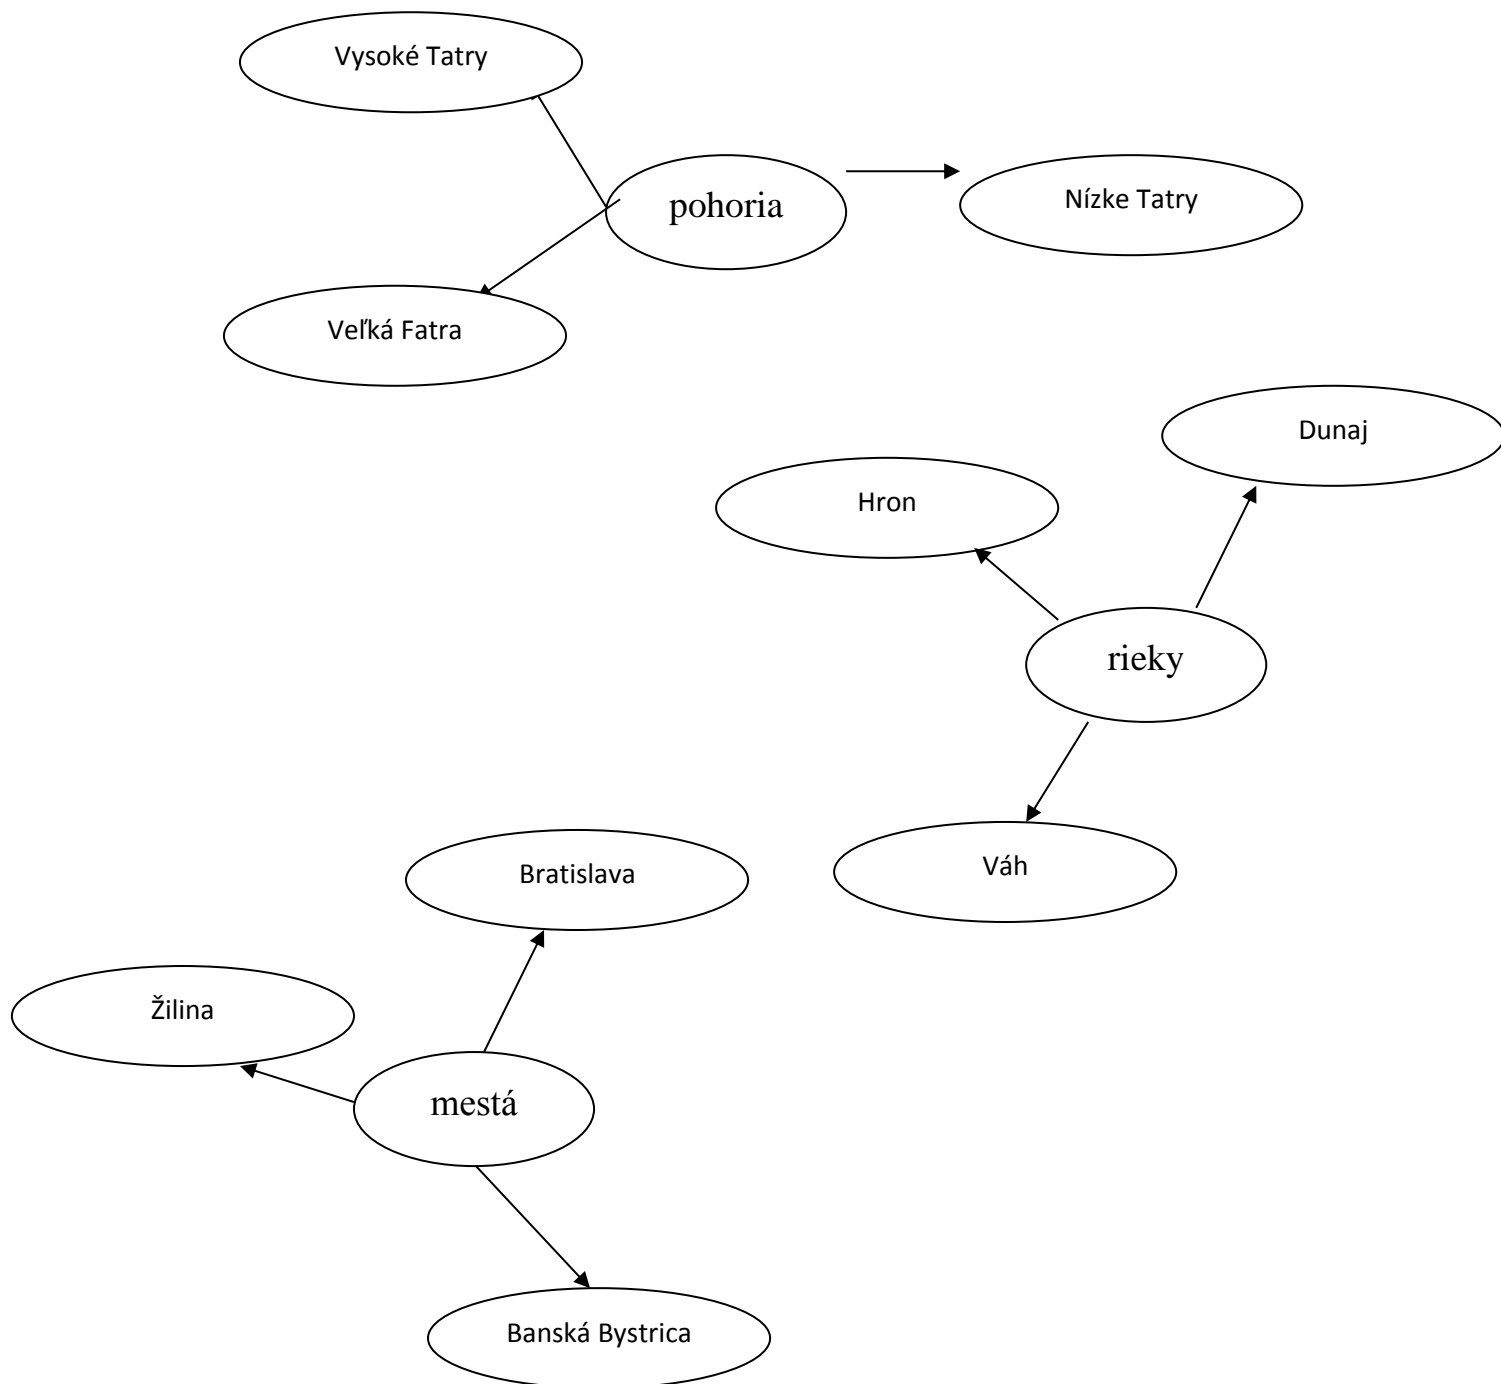 Vysoké Tatry
pohoria
Nízke Tatry
Veľká Fatra
Dunaj
Hron
rieky
Váh
Bratislava
Žilina
mestá
Banská Bystrica